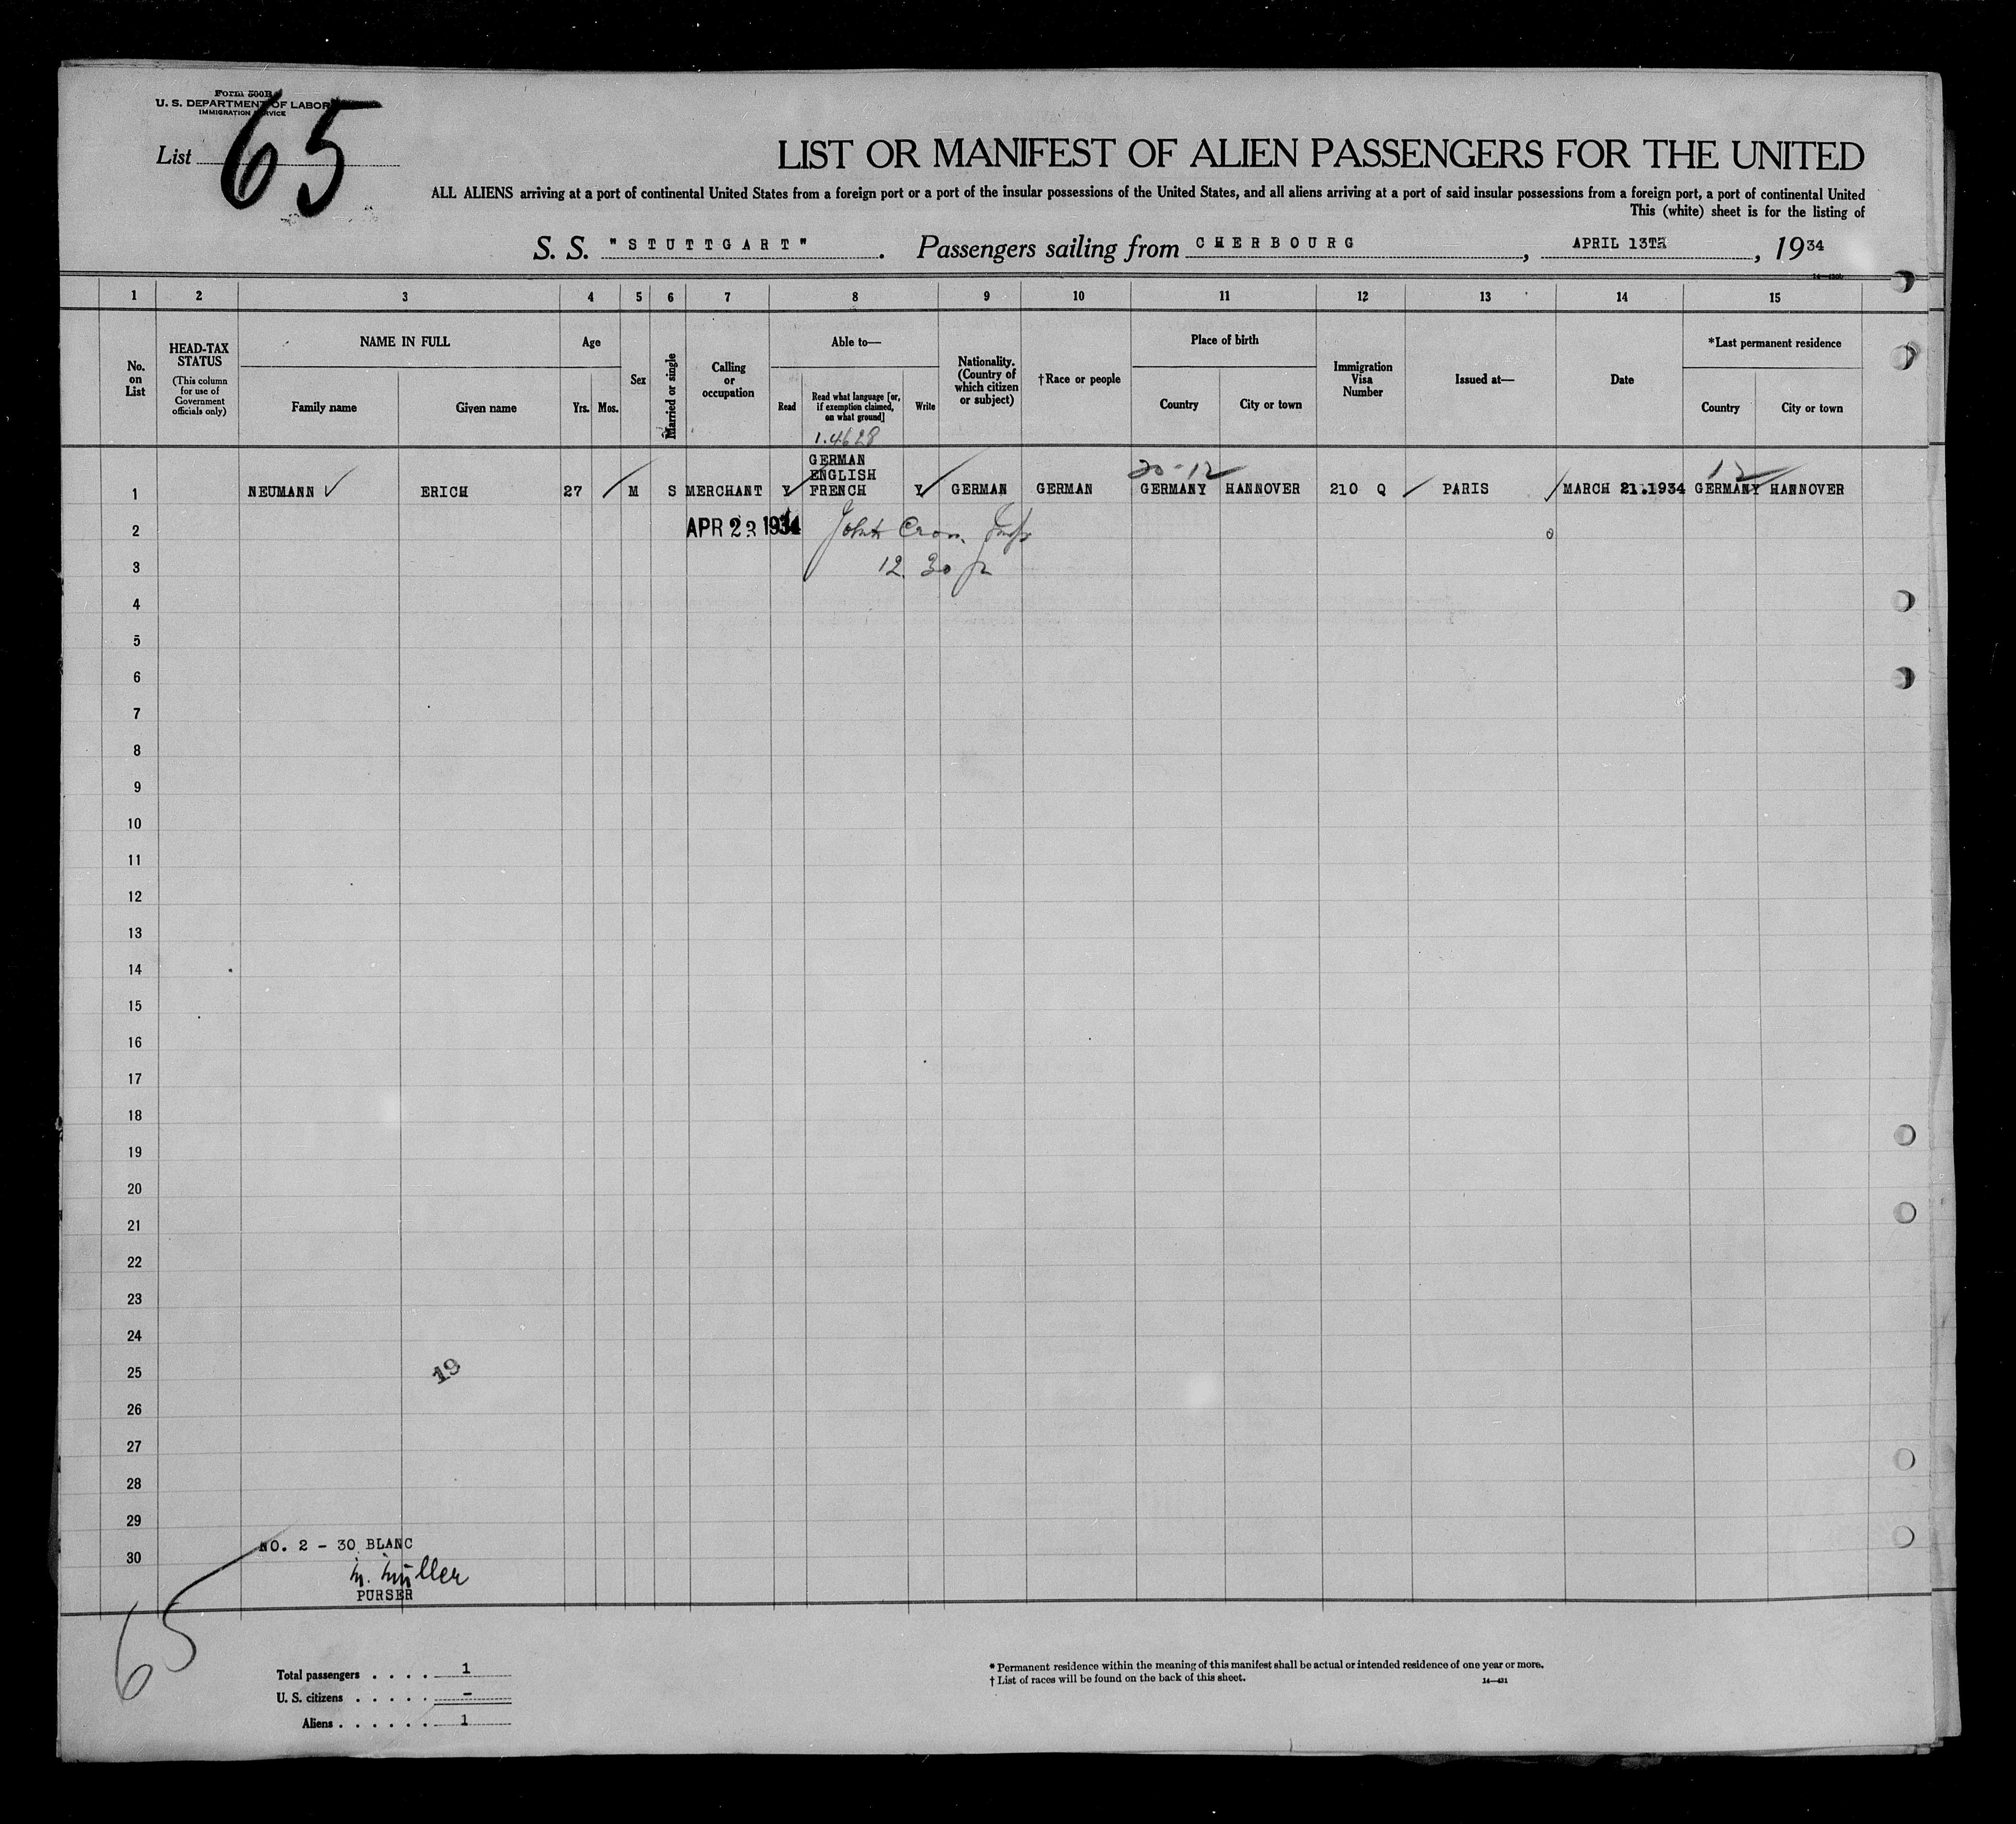 Form 500B
U. S. DEPARTMENT OF LABOR
IMMIGRATION SERVICE
List 65
LIST OR MANIFEST OF ALIEN PASSENGERS FOR THE UNITED
ALL ALIENS arriving at a port of continental United States from a foreign port or a port of the insular possessions of the United States, and all aliens arriving at a port of said insular possessions from a foreign port, a port of continental United
This (white) sheet is for the listing of
S. S. "STUTTGART" . Passengers sailing from CHERBOURG , APRIL 13TH , 1934
1 2 3 4 5 6 7 8 9 10 11 12 13 14 15
No. on List
HEAD-TAX STATUS
(This column for use of Government officials only)
NAME IN FULL
Family name
Given name
Age
Yrs. Mos.
Sex
Married or single
Calling or occupation
Able to—
Read
Read what language [or, if exemption claimed, on what ground]
Write
Nationality. (Country of which citizen or subject)
†Race or people
Place of birth
Country
City or town
Immigration Visa Number
Issued at—
Date
*Last permanent residence
Country
City or town
1.4628
20-12
12
1 NEUMANN ERICH 27 M S MERCHANT Y GERMAN ENGLISH FRENCH Y GERMAN GERMAN GERMANY HANNOVER 210 Q PARIS MARCH 21.1934 GERMANY HANNOVER
2 APR 23 1934 John
3 12.30 p
4
5
6
7
8
9
10
11
12
13
14
15
16
17
18
19
20
21
22
23
24
25 19
26
27
28
29
NO. 2 - 30 BLANC
30
M. Müller
PURSER
65
Total passengers . . . . 1
U. S. citizens . . . . . –
Aliens . . . . . . 1
* Permanent residence within the meaning of this manifest shall be actual or intended residence of one year or more.
† List of races will be found on the back of this sheet.
14—431